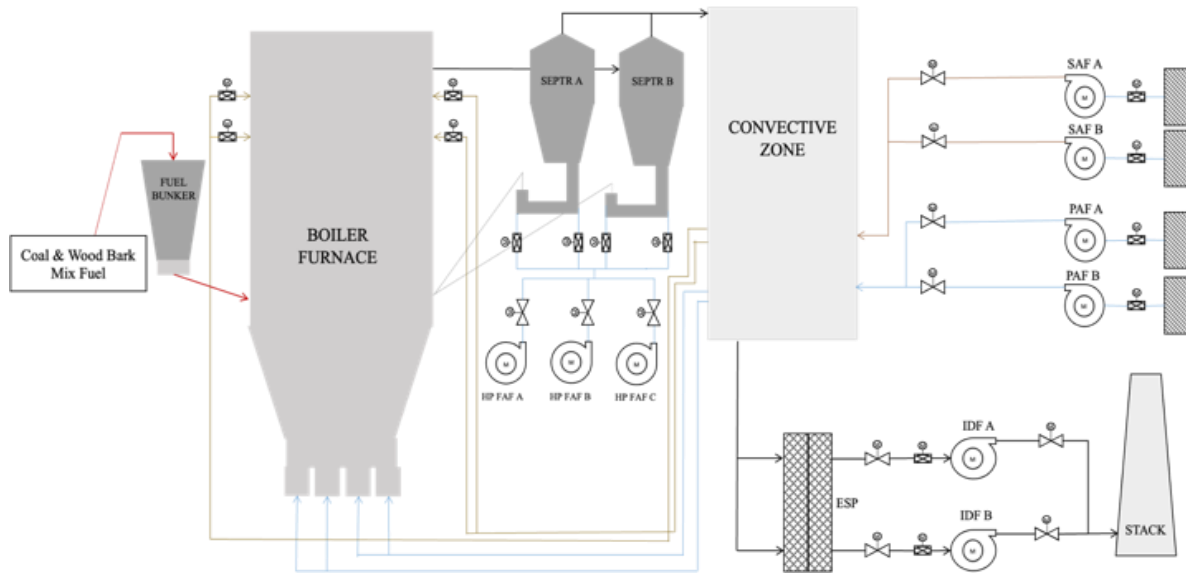 SEPTR A
SEPTR B
SAF A
CONVECTIVE
ZONE
SAF B
FUEL
BUNKER
PAF A
BOILER
FURNACE
Coal & Wood Bark
Mix Fuel
PAF B
M
M
M
M
M
M
M
HP FAF A
HP FAF B
HP FAF C
IDF A
M
ESP
IDF B
M
STACK